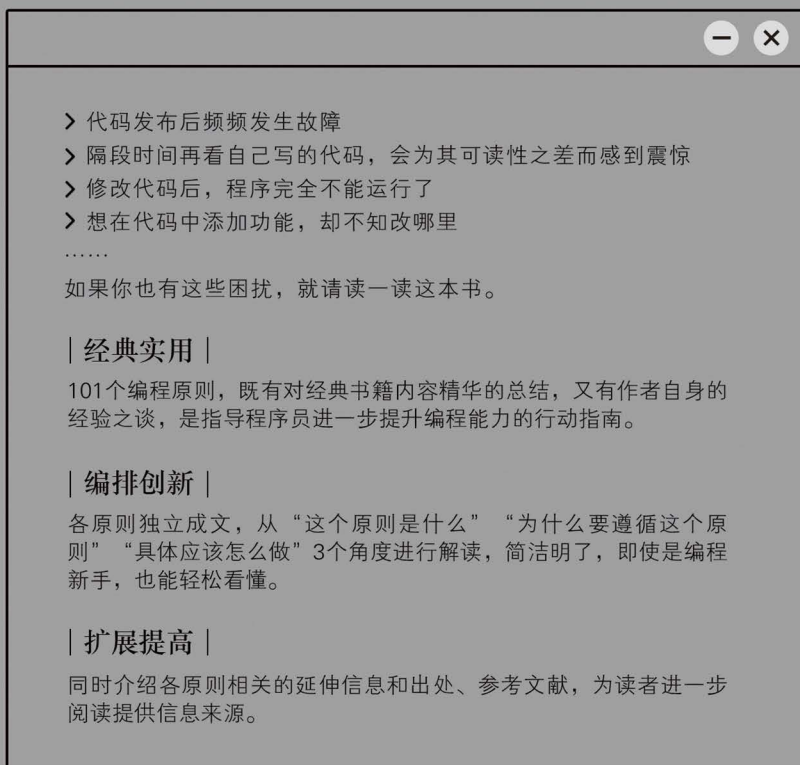 > 代码发布后频频发生故障
> 隔段时间再看自己写的代码，会为其可读性之差而感到震惊
> 修改代码后，程序完全不能运行了
> 想在代码中添加功能，却不知改哪里
……
如果你也有这些困扰，就请读一读这本书。
| 经典实用 |
101个编程原则，既有对经典书籍内容精华的总结，又有作者自身的
经验之谈，是指导程序员进一步提升编程能力的行动指南。
| 编排创新 |
各原则独立成文，从“这个原则是什么”“为什么要遵循这个原
则”“具体应该怎么做”3个角度进行解读，简洁明了，即使是编程
新手，也能轻松看懂。
| 扩展提高 |
同时介绍各原则相关的延伸信息和出处、参考文献，为读者进一步
阅读提供信息来源。